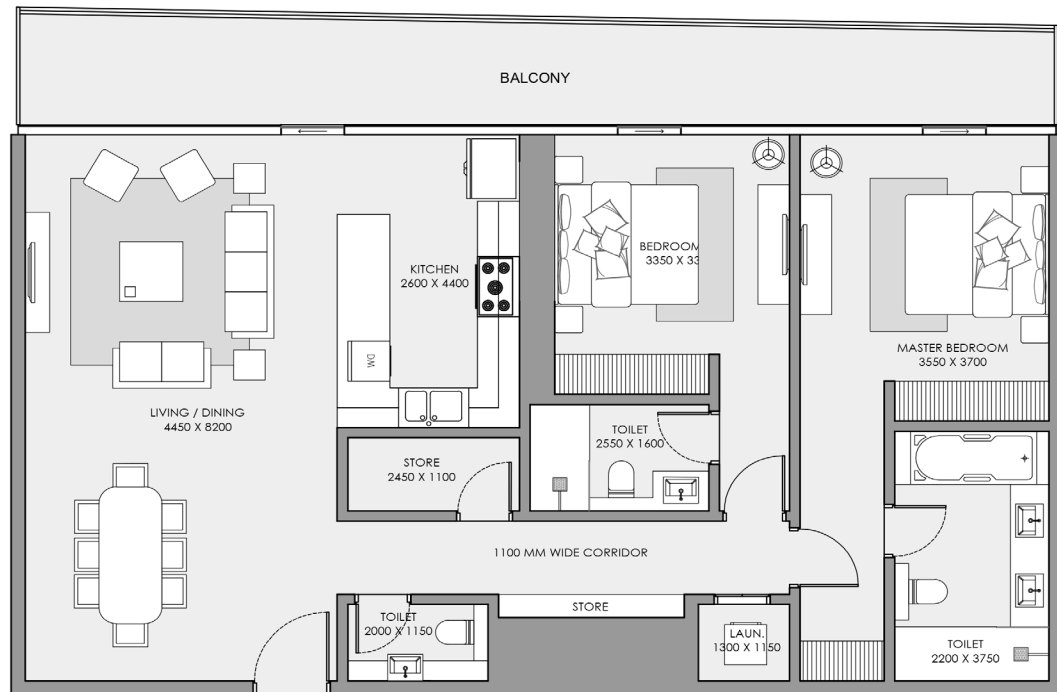 BALCONY
KITCHEN
2600 X 4400
BEDROOM
3350 X 33
MASTER BEDROOM
3550 X 3700
LIVING / DINING
4450 X 8200
DW
TOILET
2550 X 1600
STORE
2450 X 1100
1100 MM WIDE CORRIDOR
STORE
TOILET
2000 X 1150
LAUN.
1300 X 1150
TOILET
2200 X 3750